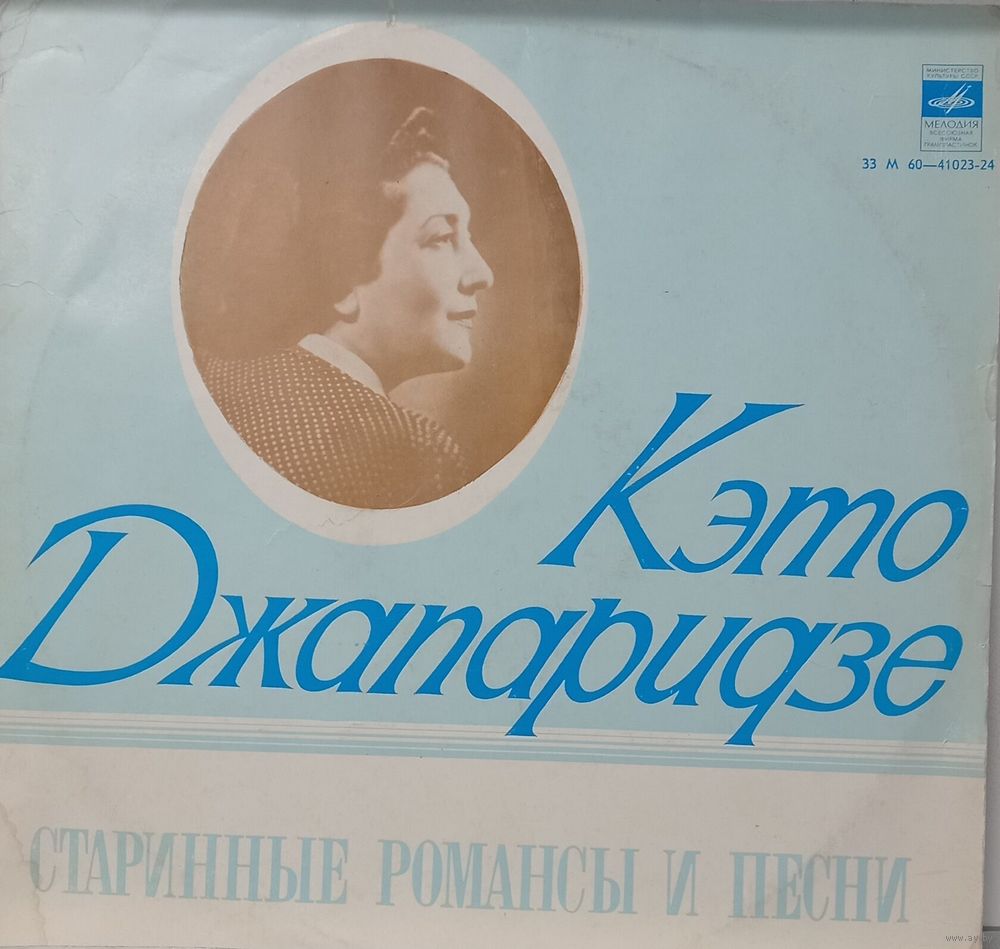 МИНИСТЕРСТВО
КУЛЬТУРЫ СССР
МЕЛОДИЯ
ВСЕСОЮЗНАЯ
ФИРМА
ГРАМПЛАСТИНОК
33 М 60—41023-24
Кэто
Джапаридзе
СТАРИННЫЕ РОМАНСЫ И ПЕСНИ